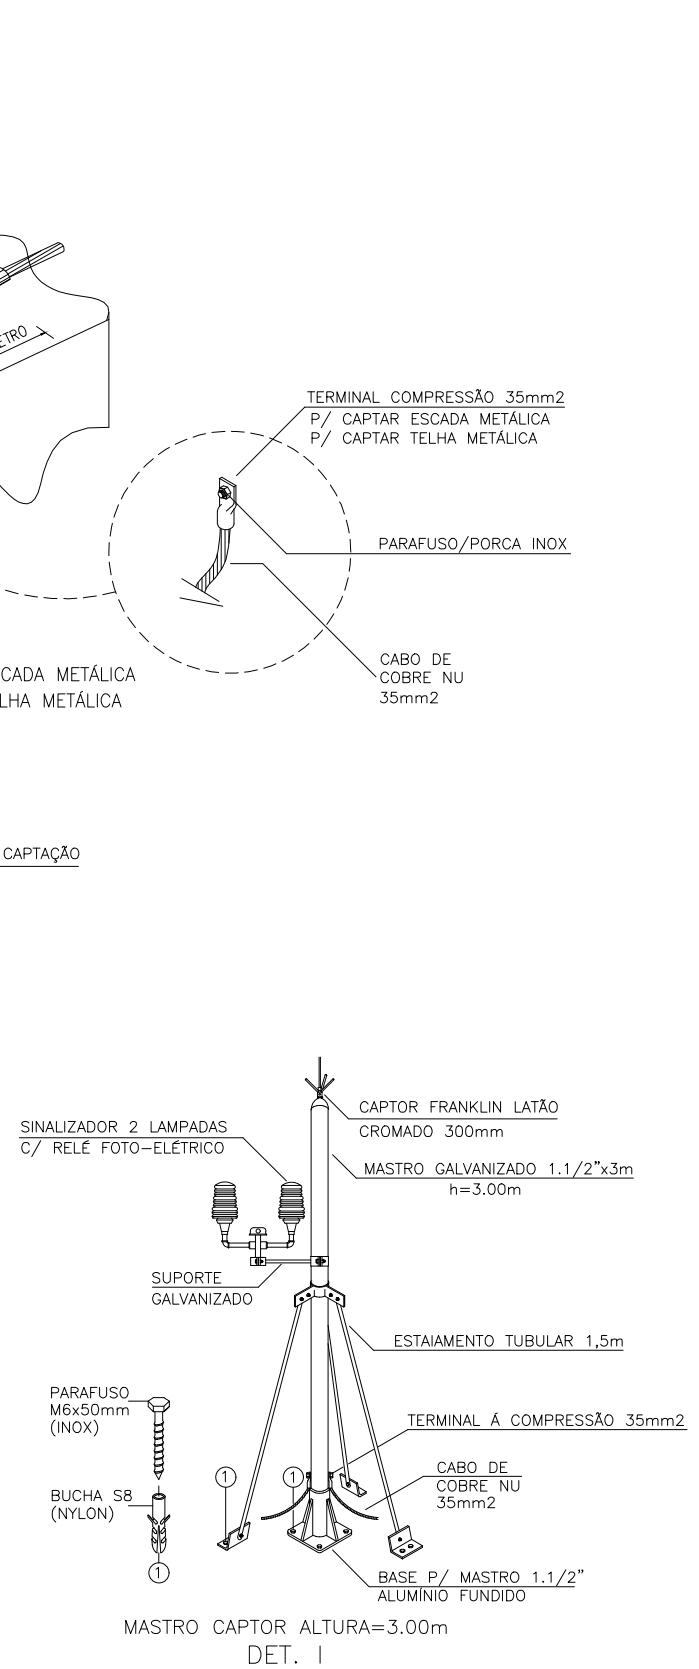 TERMINAL COMPRESSÃO 35mm2
P/ CAPTAR ESCADA METÁLICA
P/ CAPTAR TELHA METÁLICA
PARAFUSO/PORCA INOX
CABO DE
COBRE NU
35mm2
METÁLICA
METÁLICA
CAPTAÇÃO
CAPTOR FRANKLIN LATÃO
CROMADO 300mm
SINALIZADOR 2 LAMPADAS
C/ RELÉ FOTO-ELÉTRICO
MASTRO GALVANIZADO 1.1/2"x3m
h=3.00m
SUPORTE
GALVANIZADO
ESTAIAMENTO TUBULAR 1,5m
PARAFUSO
M6x50mm
(INOX)
TERMINAL Á COMPRESSÃO 35mm2
1
1
CABO DE
COBRE NU
35mm2
BUCHA S8
(NYLON)
1
BASE P/ MASTRO 1.1/2"
ALUMÍNIO FUNDIDO
MASTRO CAPTOR ALTURA=3.00m
DET. I